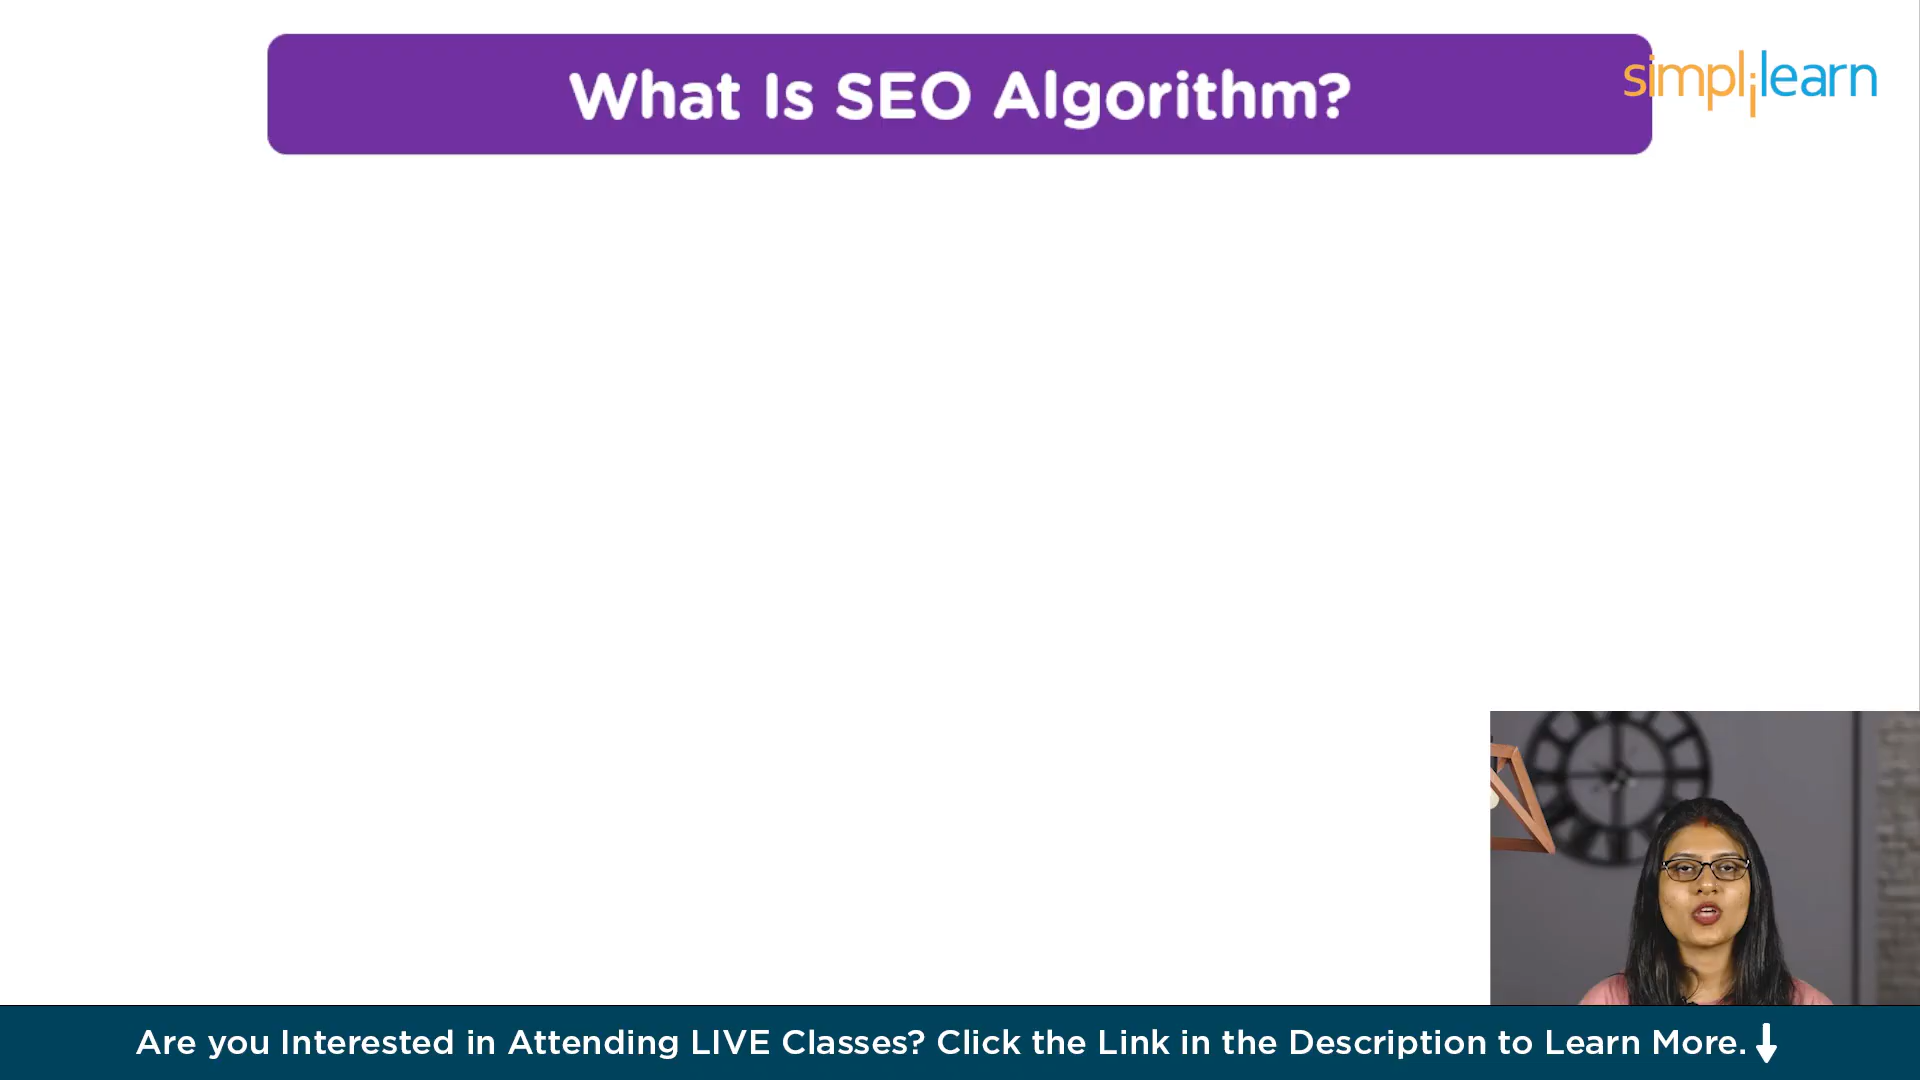 What Is SEO Algorithm?
simplilearn
Are you Interested in Attending LIVE Classes? Click the Link in the Description to Learn More.